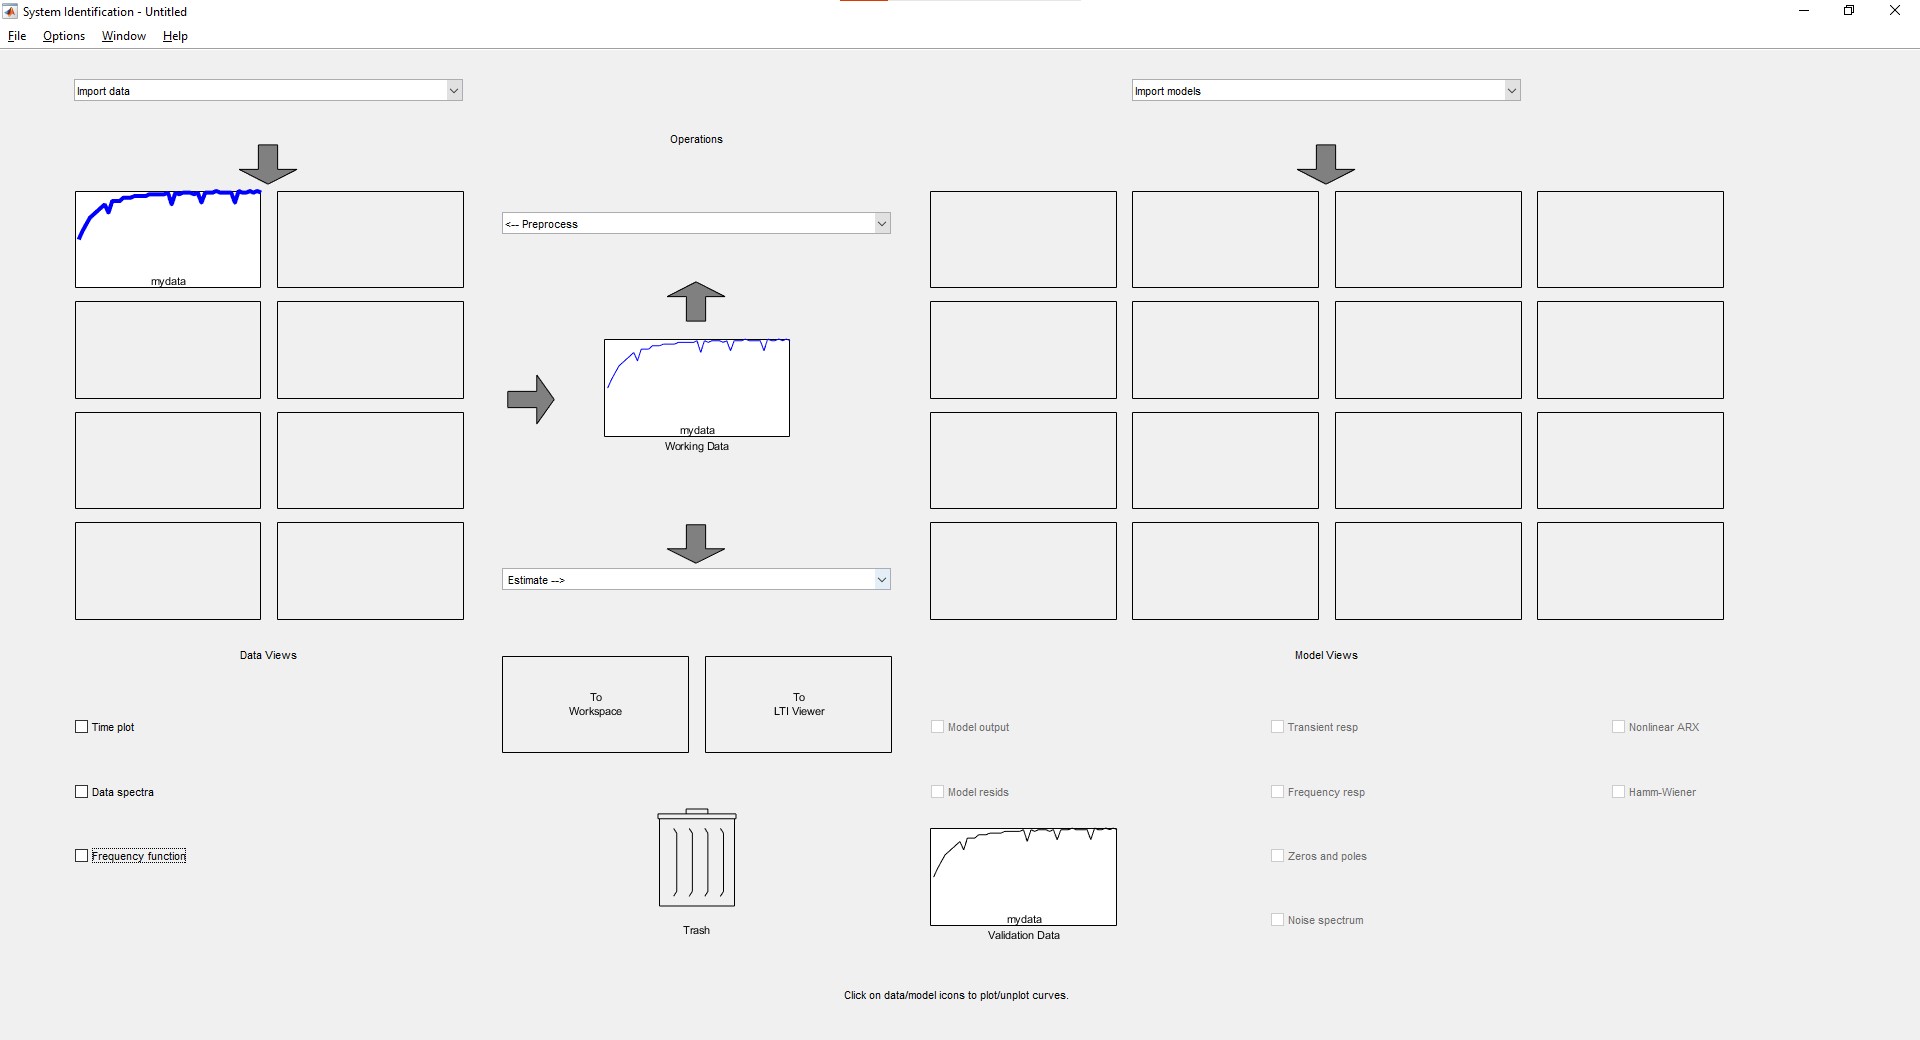 System Identification - Untitled
File Options Window Help
Import data
Import models
Operations
mydata
<-- Preprocess
mydata
Working Data
Estimate -->
Data Views
Model Views
To
Workspace
To
LTI Viewer
Time plot
Model output
Transient resp
Nonlinear ARX
Data spectra
Model resids
Frequency resp
Hamm-Wiener
Frequency function
Zeros and poles
mydata
Validation Data
Noise spectrum
Trash
Click on data/model icons to plot/unplot curves.